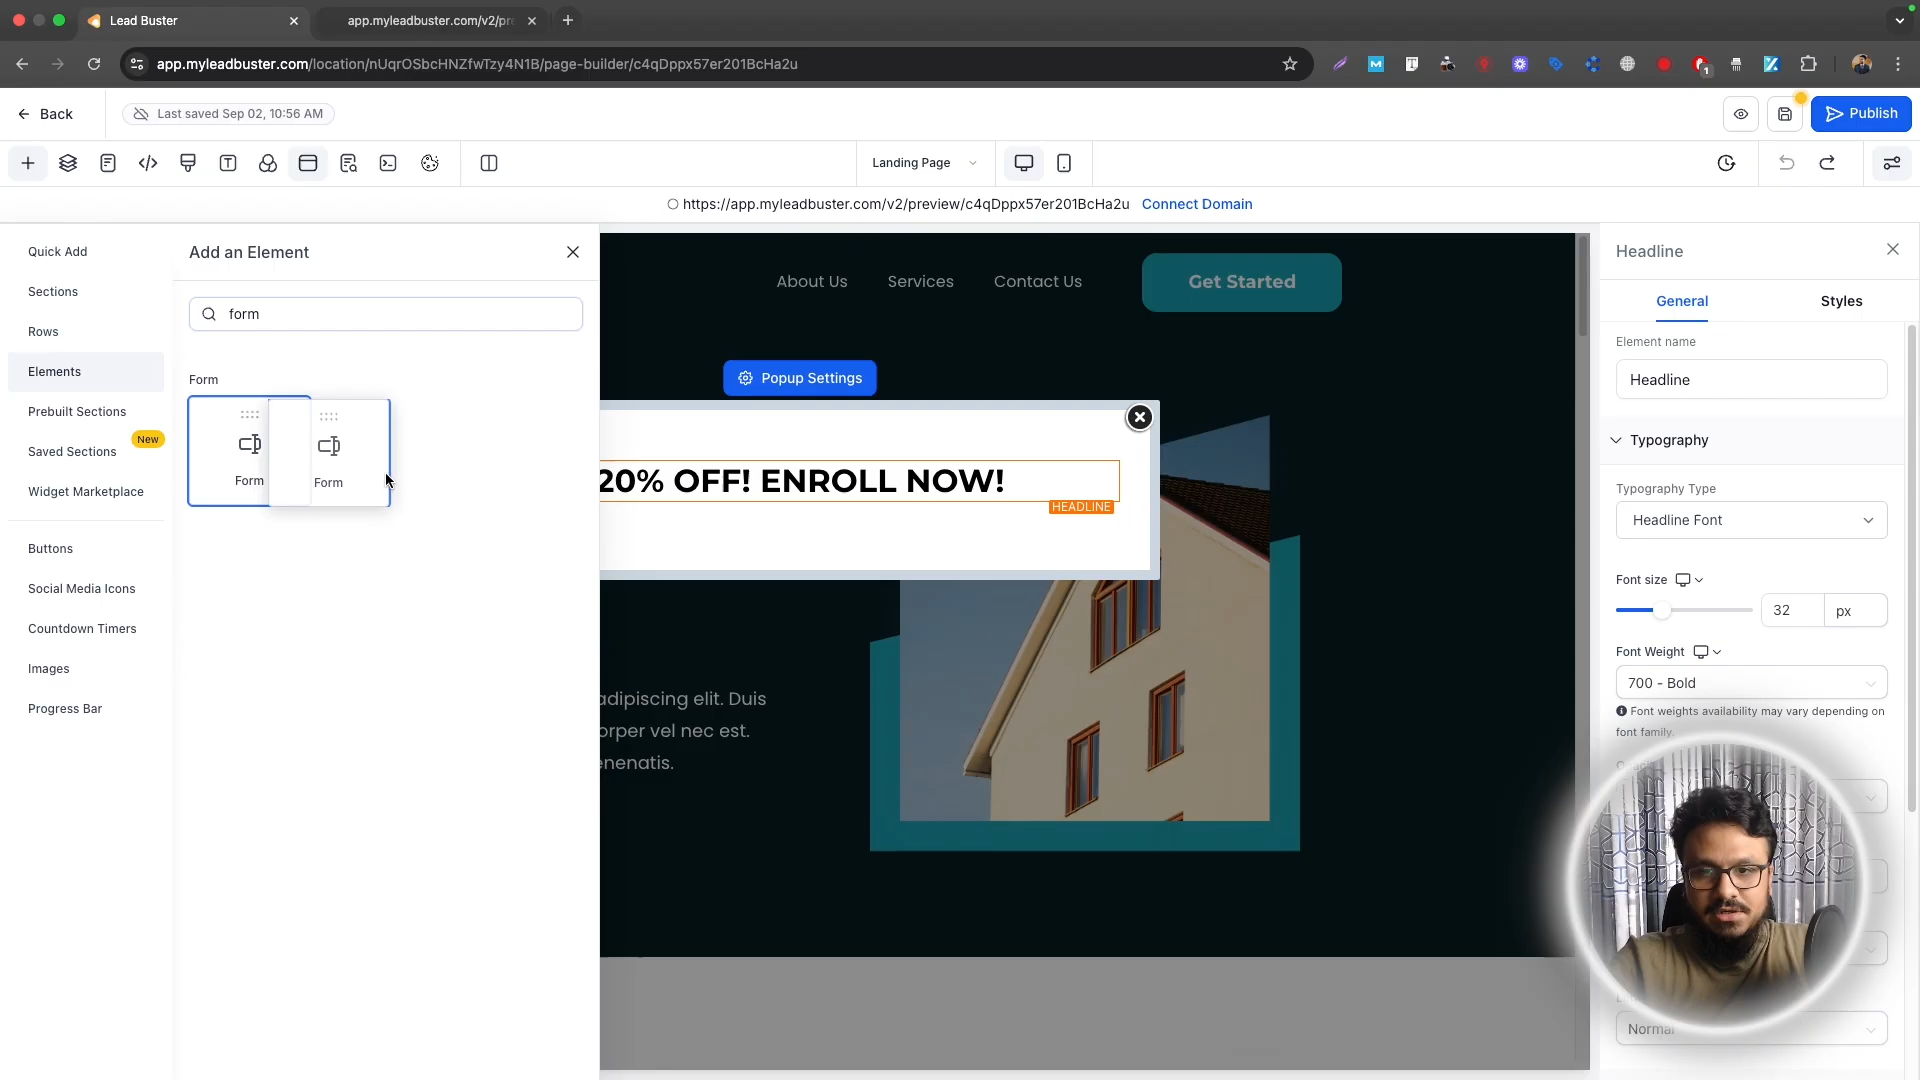 Lead Buster
app.myleadbuster.com/v2/pre
app.myleadbuster.com/location/nUqrOSbcHNZfwTzy4N1B/page-builder/c4qDppx57er201BcHa2u
Back
Last saved Sep 02, 10:56 AM
Publish
Landing Page
https://app.myleadbuster.com/v2/preview/c4qDppx57er201BcHa2u Connect Domain
Quick Add
Sections
Rows
Elements
Prebuilt Sections
New
Saved Sections
Widget Marketplace
Buttons
Social Media Icons
Countdown Timers
Images
Progress Bar
Add an Element
form
Form
Form
Form
About Us
Services
Contact Us
Get Started
Popup Settings
20% OFF! ENROLL NOW!
HEADLINE
adipiscing elit. Duis
orper vel nec est.
enenatis.
Headline
General
Styles
Element name
Headline
Typography
Typography Type
Headline Font
Font size
32
px
Font Weight
700 - Bold
Font weights availability may vary depending on
font family.
Normal